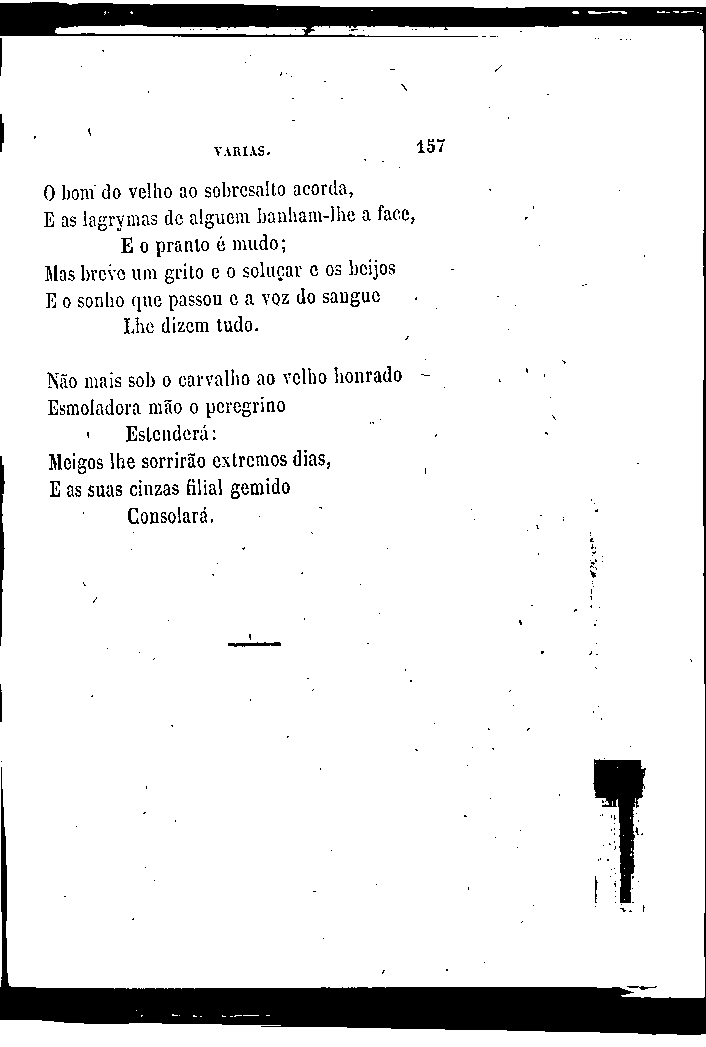 VARIAS. 157
O bom do velho ao sobresalto acorda,
E as lagrymas de alguem banham-lhe a face,
E o pranto é mudo;
Mas breve um grito e o soluçar e os beijos
E o sonho que passou e a voz do sangue
Lhe dizem tudo.
Não mais sob o carvalho ao velho honrado
Esmoladora mão o peregrino
Estenderá:
Meigos lhe sorrirão extremos dias,
E as suas cinzas filial gemido
Consolará.